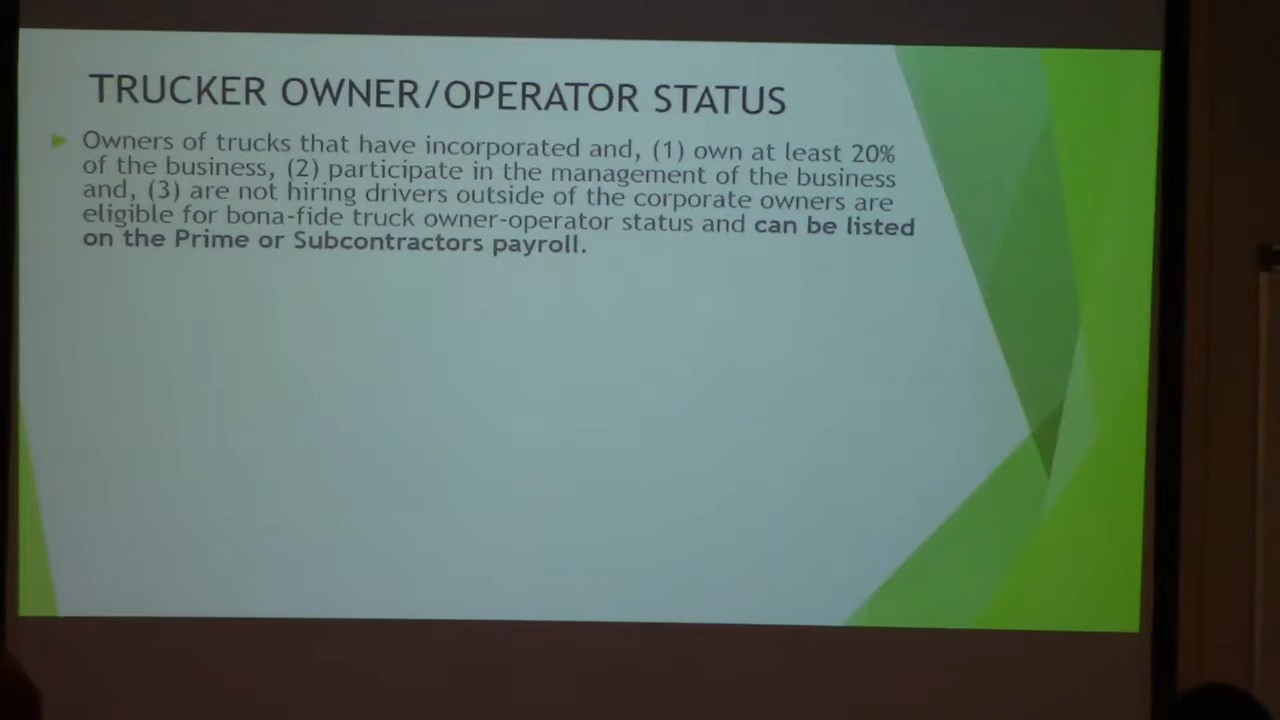 TRUCKER OWNER/OPERATOR STATUS
Owners of trucks that have incorporated and, (1) own at least 20%
of the business, (2) participate in the management of the business
and, (3) are not hiring drivers outside of the corporate owners are
eligible for bona-fide truck owner-operator status and can be listed
on the Prime or Subcontractors payroll.